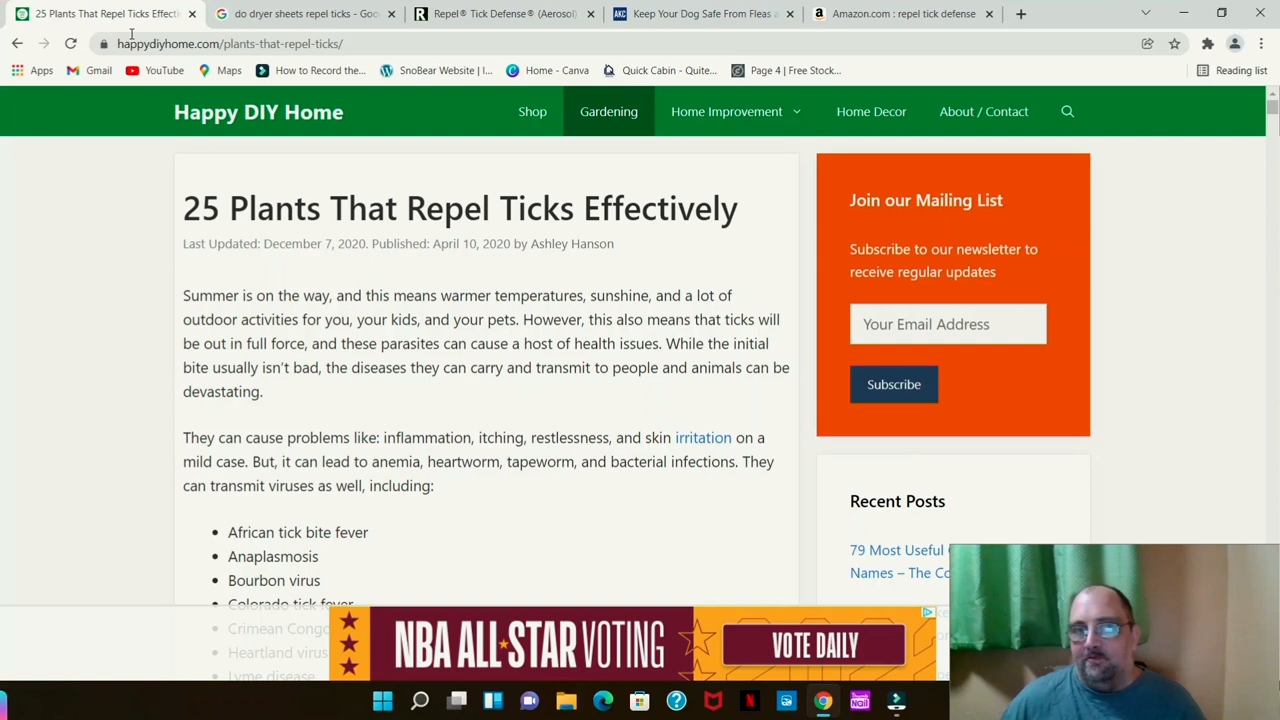 25 Plants That Repel Ticks Effecti
do dryer sheets repel ticks - Goo
Repel® Tick Defense® (Aerosol)
AKC Keep Your Dog Safe From Fleas a
Amazon.com : repel tick defense
happydiyhome.com/plants-that-repel-ticks/
Apps
Gmail
YouTube
Maps
How to Record the...
SnoBear Website | I...
Home - Canva
Quick Cabin - Quite...
Page 4 | Free Stock...
Reading list
Happy DIY Home
Shop
Gardening
Home Improvement
Home Decor
About / Contact
25 Plants That Repel Ticks Effectively
Last Updated: December 7, 2020. Published: April 10, 2020 by Ashley Hanson
Summer is on the way, and this means warmer temperatures, sunshine, and a lot of
outdoor activities for you, your kids, and your pets. However, this also means that ticks will
be out in full force, and these parasites can cause a host of health issues. While the initial
bite usually isn't bad, the diseases they can carry and transmit to people and animals can be
devastating.
They can cause problems like: inflammation, itching, restlessness, and skin irritation on a
mild case. But, it can lead to anemia, heartworm, tapeworm, and bacterial infections. They
can transmit viruses as well, including:
• African tick bite fever
• Anaplasmosis
• Bourbon virus
• Colorado tick fever
• Crimean Congo
• Heartland virus
• Lyme disease
Join our Mailing List
Subscribe to our newsletter to
receive regular updates
Your Email Address
Subscribe
Recent Posts
79 Most Useful
Names – The Co
NBA ALL STAR VOTING
VOTE DAILY